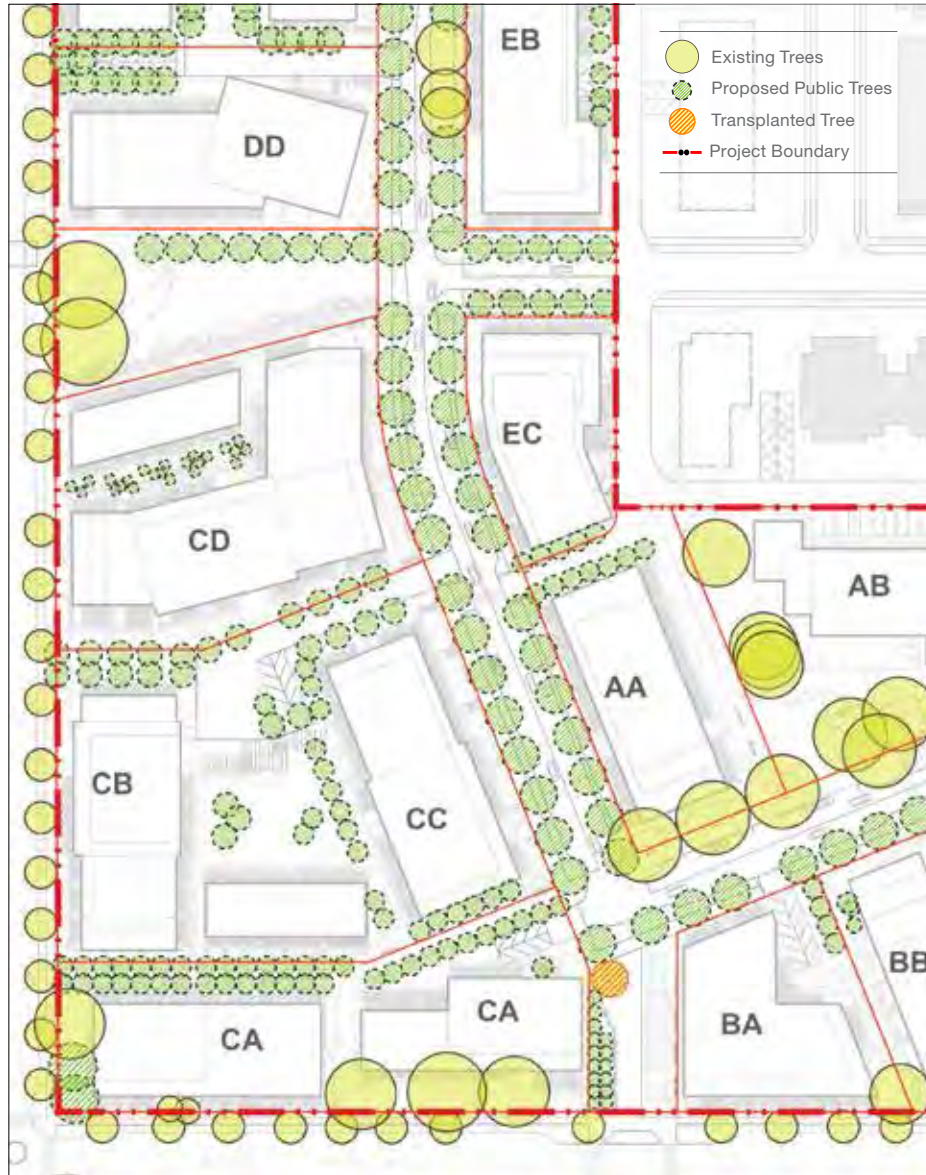 EB
Existing Trees
Proposed Public Trees
Transplanted Tree
Project Boundary
DD
EC
CD
AB
AA
CB
CC
BB
CA
CA
BA